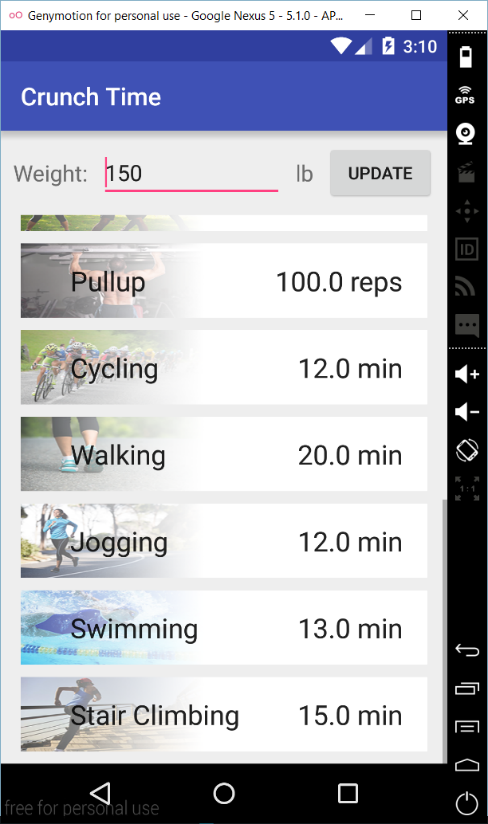 Genymotion for personal use - Google Nexus 5 - 5.1.0 - AP...
3:10
Crunch Time
Weight: 150 lb UPDATE
GPS
Pullup 100.0 reps
ID
Cycling 12.0 min
Walking 20.0 min
1:1
Jogging 12.0 min
Swimming 13.0 min
Stair Climbing 15.0 min
free for personal use